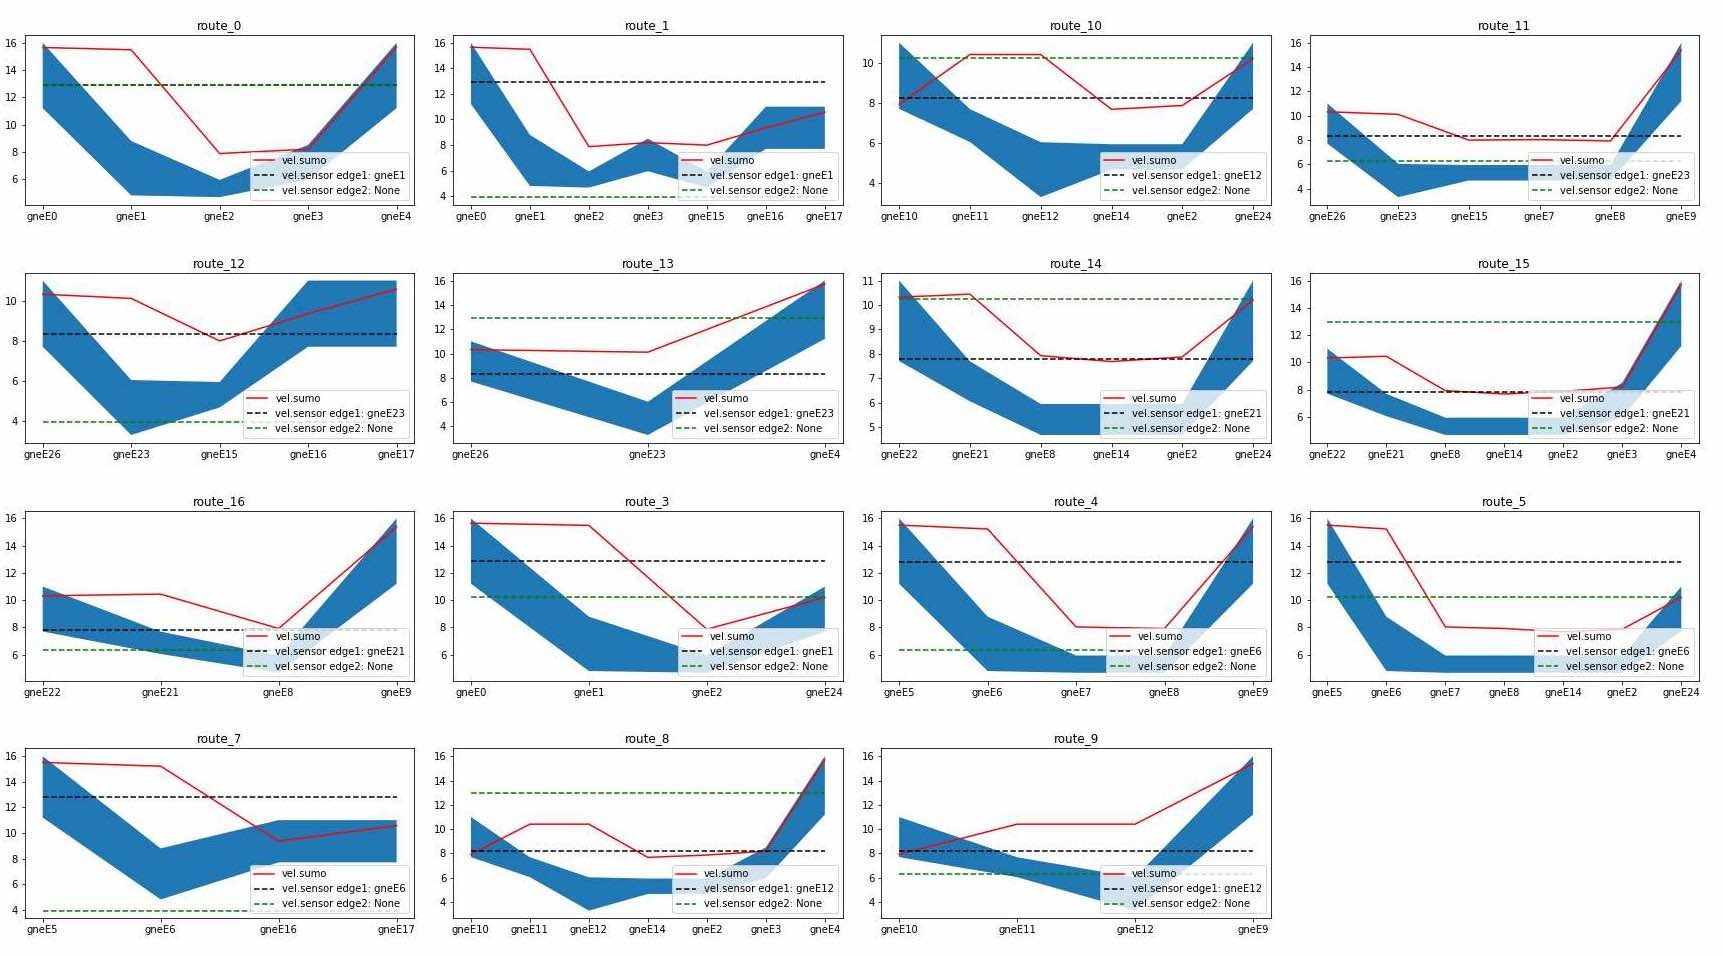 route_0
16
14
12
10
8
6
vel.sumo
vel.sensor edge1: gneE1
vel.sensor edge2: None
gneE0 gneE1 gneE2 gneE3 gneE4
route_1
16
14
12
10
8
6
4
vel.sumo
vel.sensor edge1: gneE1
vel.sensor edge2: None
gneE0 gneE1 gneE2 gneE3 gneE15 gneE16 gneE17
route_10
10
8
6
4
vel.sumo
vel.sensor edge1: gneE12
vel.sensor edge2: None
gneE10 gneE11 gneE12 gneE14 gneE2 gneE24
route_11
16
14
12
10
8
6
4
vel.sumo
vel.sensor edge1: gneE23
vel.sensor edge2: None
gneE26 gneE23 gneE15 gneE7 gneE8 gneE9
route_12
10
8
6
4
vel.sumo
vel.sensor edge1: gneE23
vel.sensor edge2: None
gneE26 gneE23 gneE15 gneE16 gneE17
route_13
16
14
12
10
8
6
4
vel.sumo
vel.sensor edge1: gneE23
vel.sensor edge2: None
gneE26 gneE23 gneE4
route_14
11
10
9
8
7
6
5
vel.sumo
vel.sensor edge1: gneE21
vel.sensor edge2: None
gneE22 gneE21 gneE8 gneE14 gneE2 gneE24
route_15
16
14
12
10
8
6
vel.sumo
vel.sensor edge1: gneE21
vel.sensor edge2: None
gneE22 gneE21 gneE8 gneE14 gneE2 gneE3 gneE4
route_16
16
14
12
10
8
6
vel.sumo
vel.sensor edge1: gneE21
vel.sensor edge2: None
gneE22 gneE21 gneE8 gneE9
route_3
16
14
12
10
8
6
vel.sumo
vel.sensor edge1: gneE1
vel.sensor edge2: None
gneE0 gneE1 gneE2 gneE24
route_4
16
14
12
10
8
6
vel.sumo
vel.sensor edge1: gneE6
vel.sensor edge2: None
gneE5 gneE6 gneE7 gneE8 gneE9
route_5
16
14
12
10
8
6
vel.sumo
vel.sensor edge1: gneE6
vel.sensor edge2: None
gneE5 gneE6 gneE7 gneE8 gneE14 gneE2 gneE24
route_7
16
14
12
10
8
6
4
vel.sumo
vel.sensor edge1: gneE6
vel.sensor edge2: None
gneE5 gneE6 gneE16 gneE17
route_8
16
14
12
10
8
6
4
vel.sumo
vel.sensor edge1: gneE12
vel.sensor edge2: None
gneE10 gneE11 gneE12 gneE14 gneE2 gneE3 gneE4
route_9
16
14
12
10
8
6
4
vel.sumo
vel.sensor edge1: gneE12
vel.sensor edge2: None
gneE10 gneE11 gneE12 gneE9